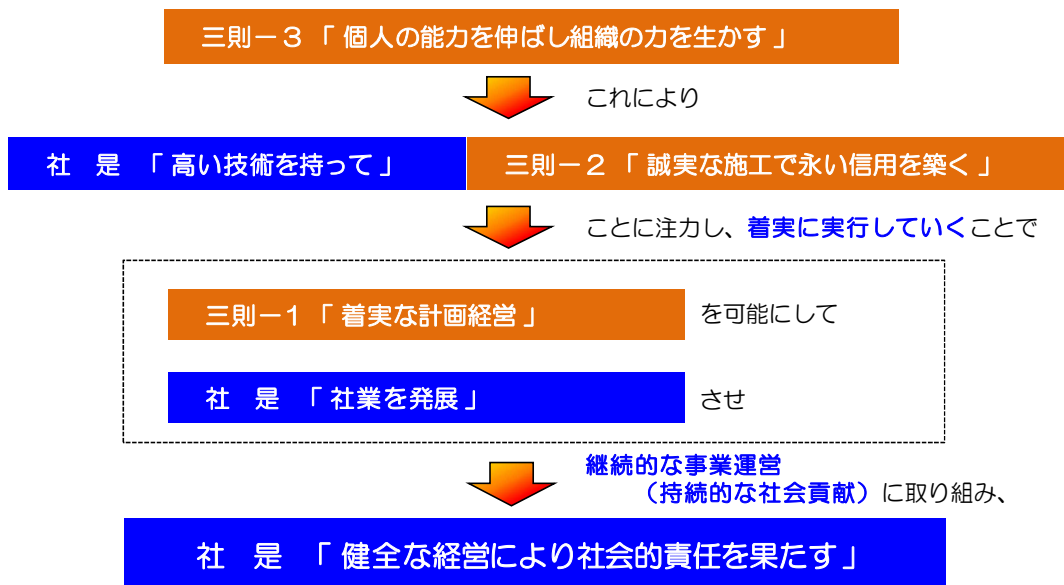 三則－３「 個人の能力を伸ばし組織の力を生かす 」
これにより
社　是　「 高い技術を持って 」
三則－２「 誠実な施工で永い信用を築く 」
ことに注力し、着実に実行していくことで
三則－1「 着実な計画経営 」
を可能にして
社　是　「 社業を発展 」
させ
継続的な事業運営
（持続的な社会貢献）に取り組み、
社　是　「 健全な経営により社会的責任を果たす 」